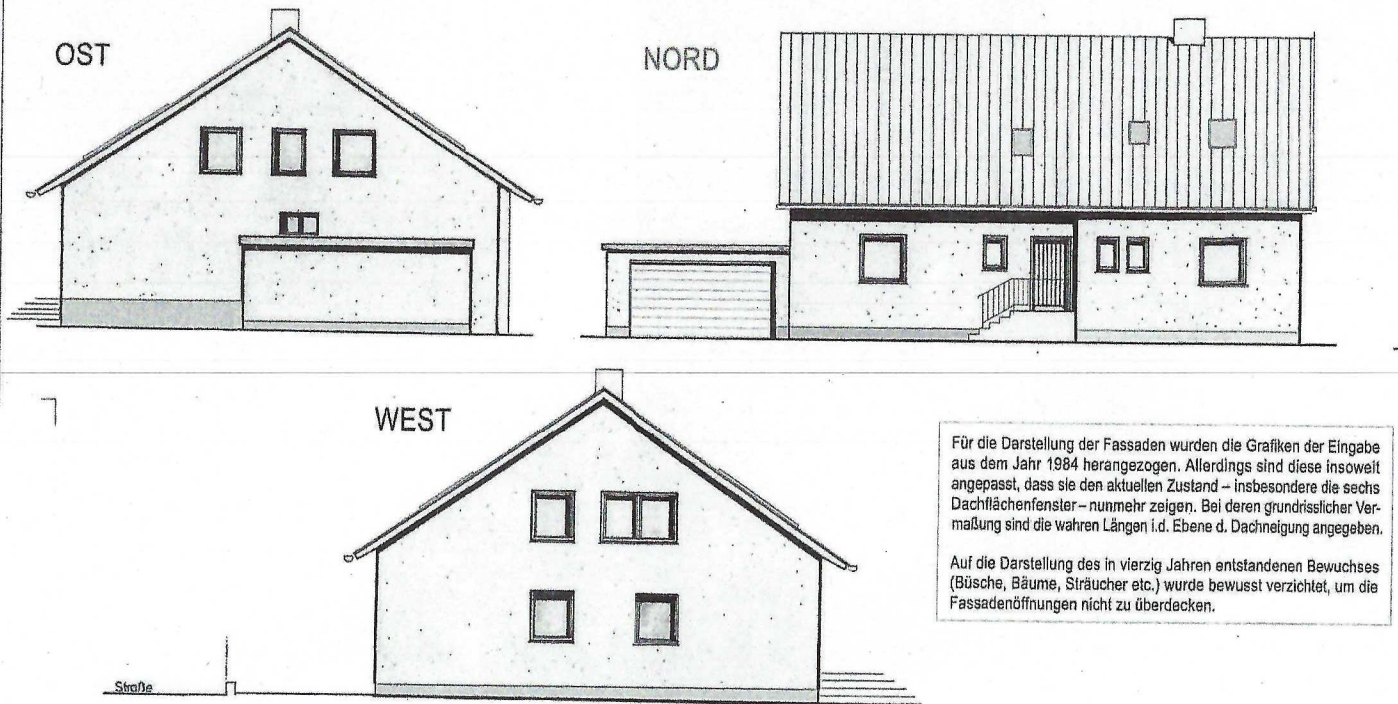 OST
NORD
WEST
Für die Darstellung der Fassaden wurden die Grafiken der Eingabe
aus dem Jahr 1984 herangezogen. Allerdings sind diese insoweit
angepasst, dass sie den aktuellen Zustand – insbesondere die sechs
Dachflächenfenster – nunmehr zeigen. Bei deren grundrisslicher Ver-
maßung sind die wahren Längen i.d. Ebene d. Dachneigung angegeben.
Auf die Darstellung des in vierzig Jahren entstandenen Bewuchses
(Büsche, Bäume, Sträucher etc.) wurde bewusst verzichtet, um die
Fassadenöffnungen nicht zu überdecken.
Straße